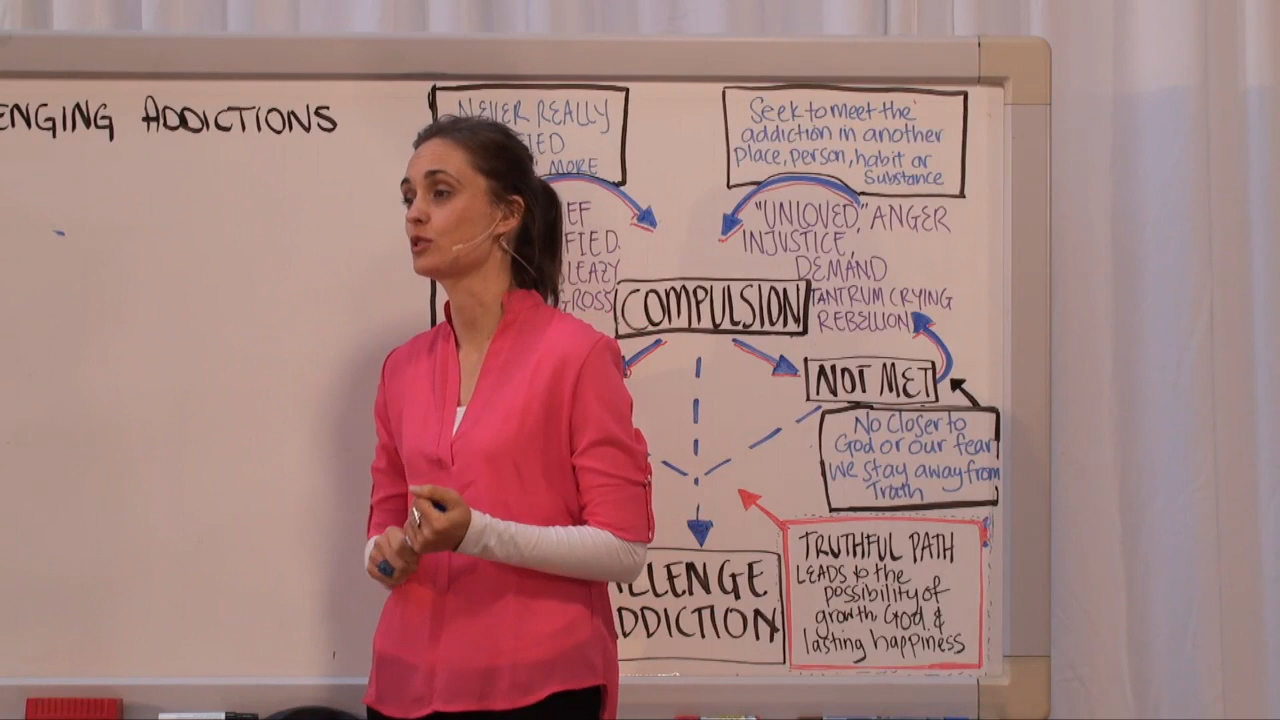 ENGING ADDICTIONS
NEVER REALLY
FIED
MORE
Seek to meet the
addiction in another
place, person, habit or
Substance
EF
FIED
LEAZY
GROSS
"UNLOVED," ANGER
INJUSTICE,
DEMAND
TANTRUM CRYING
REBELLION
COMPULSION
NOT MET
No Closer to
God or our fear
we stay away from
Truth
LLENGE
DDICTION
TRUTHFUL PATH
LEADS to the
possibility of
growth, God &
lasting happiness